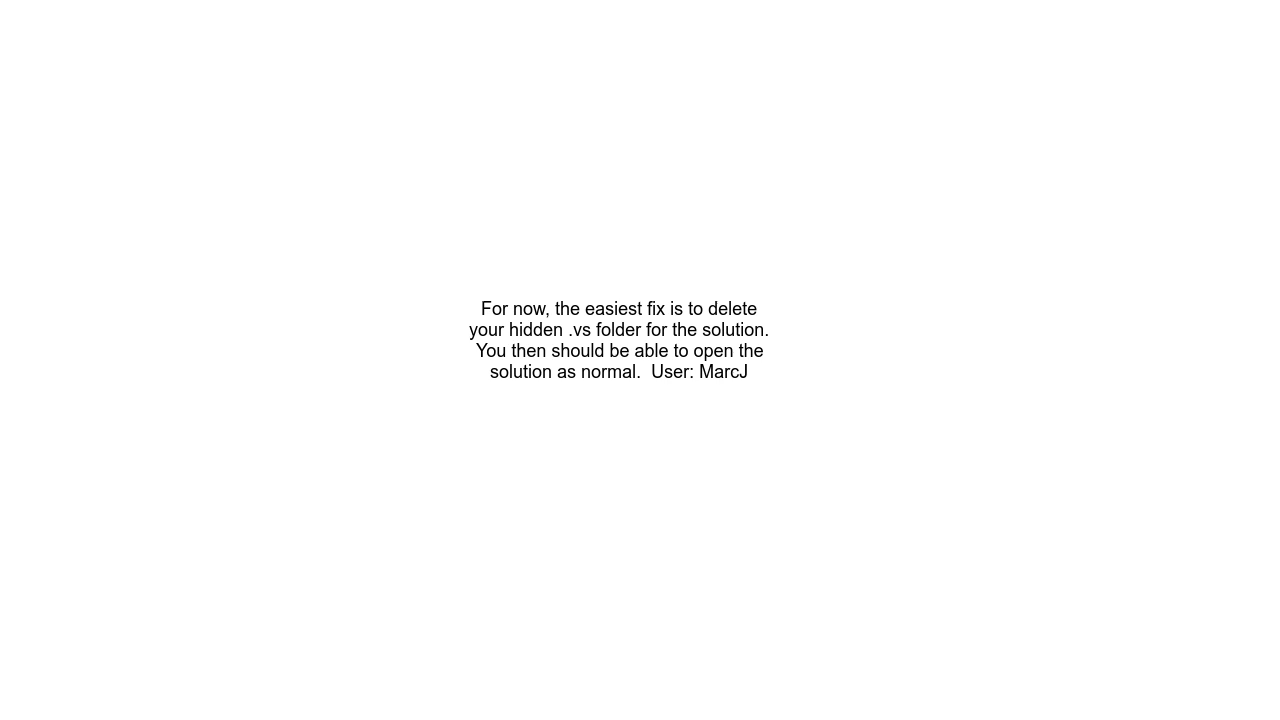 For now, the easiest fix is to delete
your hidden .vs folder for the solution.
You then should be able to open the
solution as normal.  User: MarcJ